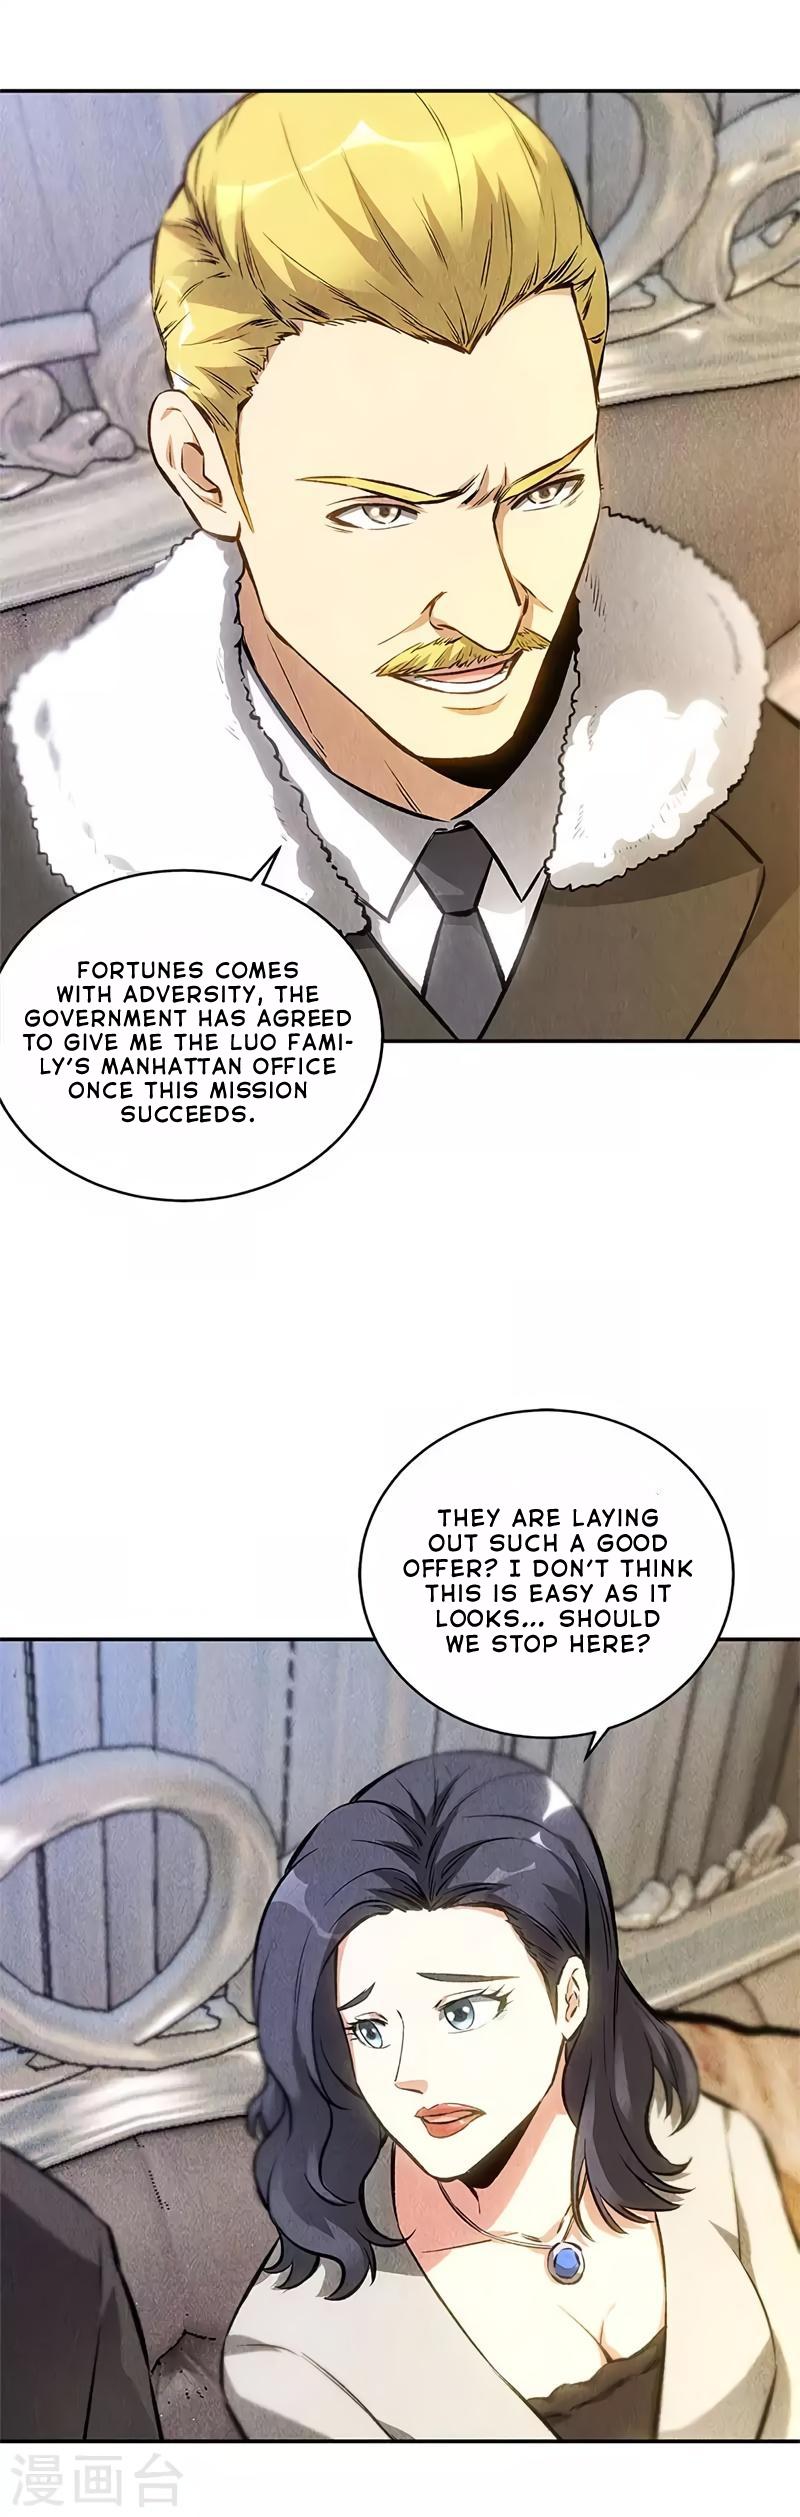 FORTUNES COMES
WITH ADVERSITY, THE
GOVERNMENT HAS AGREED
TO GIVE ME THE LUO FAMI-
LY'S MANHATTAN OFFICE
ONCE THIS MISSION
SUCCEEDS.
THEY ARE LAYING
OUT SUCH A GOOD
OFFER? I DON'T THINK
THIS IS EASY AS IT
LOOKS... SHOULD
WE STOP HERE?
漫画台